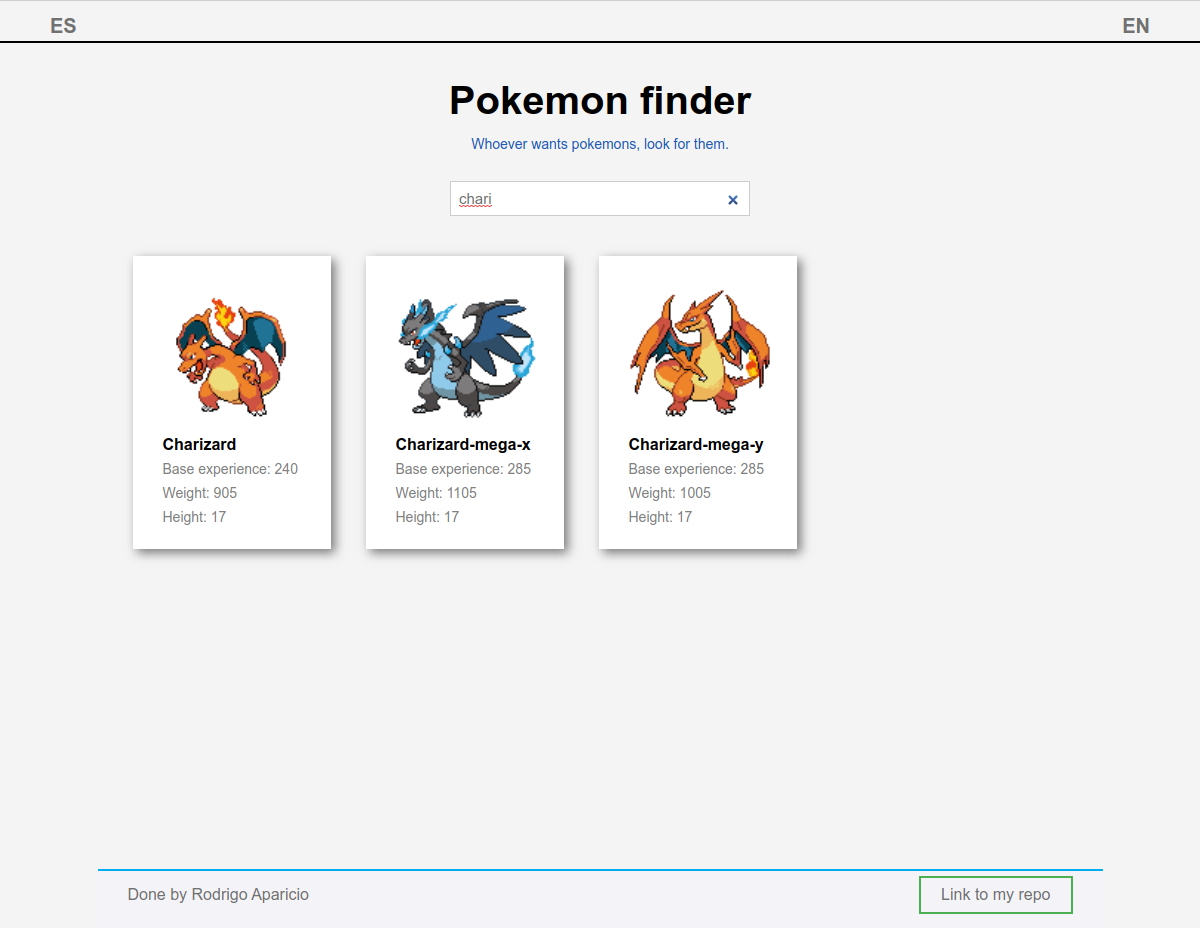 ES
EN
Pokemon finder
Whoever wants pokemons, look for them.
chari
Charizard
Base experience: 240
Weight: 905
Height: 17
Charizard-mega-x
Base experience: 285
Weight: 1105
Height: 17
Charizard-mega-y
Base experience: 285
Weight: 1005
Height: 17
Done by Rodrigo Aparicio
Link to my repo